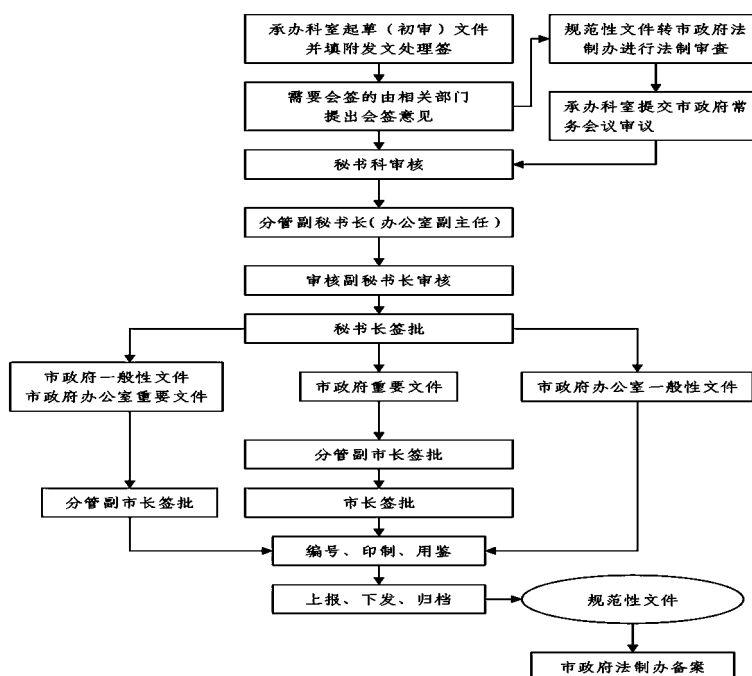 承办科室起草（初审）文件
并填附发文处理签
规范性文件转市政府法
制办进行法制审查
需要会签的由相关部门
提出会签意见
承办科室提交市政府常
务会议审议
秘书科审核
分管副秘书长(办公室副主任)
审核副秘书长审核
秘书长签批
市政府一般性文件
市政府办公室重要文件
市政府重要文件
市政府办公室一般性文件
分管副市长签批
分管副市长签批
市长签批
编号、印制、用鉴
上报、下发、归档
规范性文件
市政府法制办备案